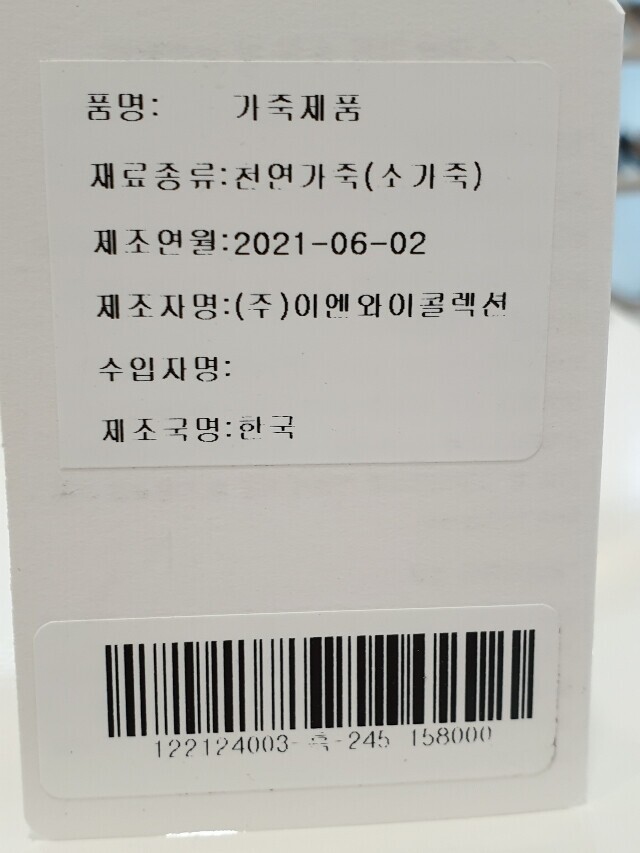 품명: 가죽제품
재료종류:천연가죽(소가죽)
제조연월:2021-06-02
제조자명:(주)이엔와이콜렉션
수입자명:
제조국명:한국
122124003-흑-245 158000